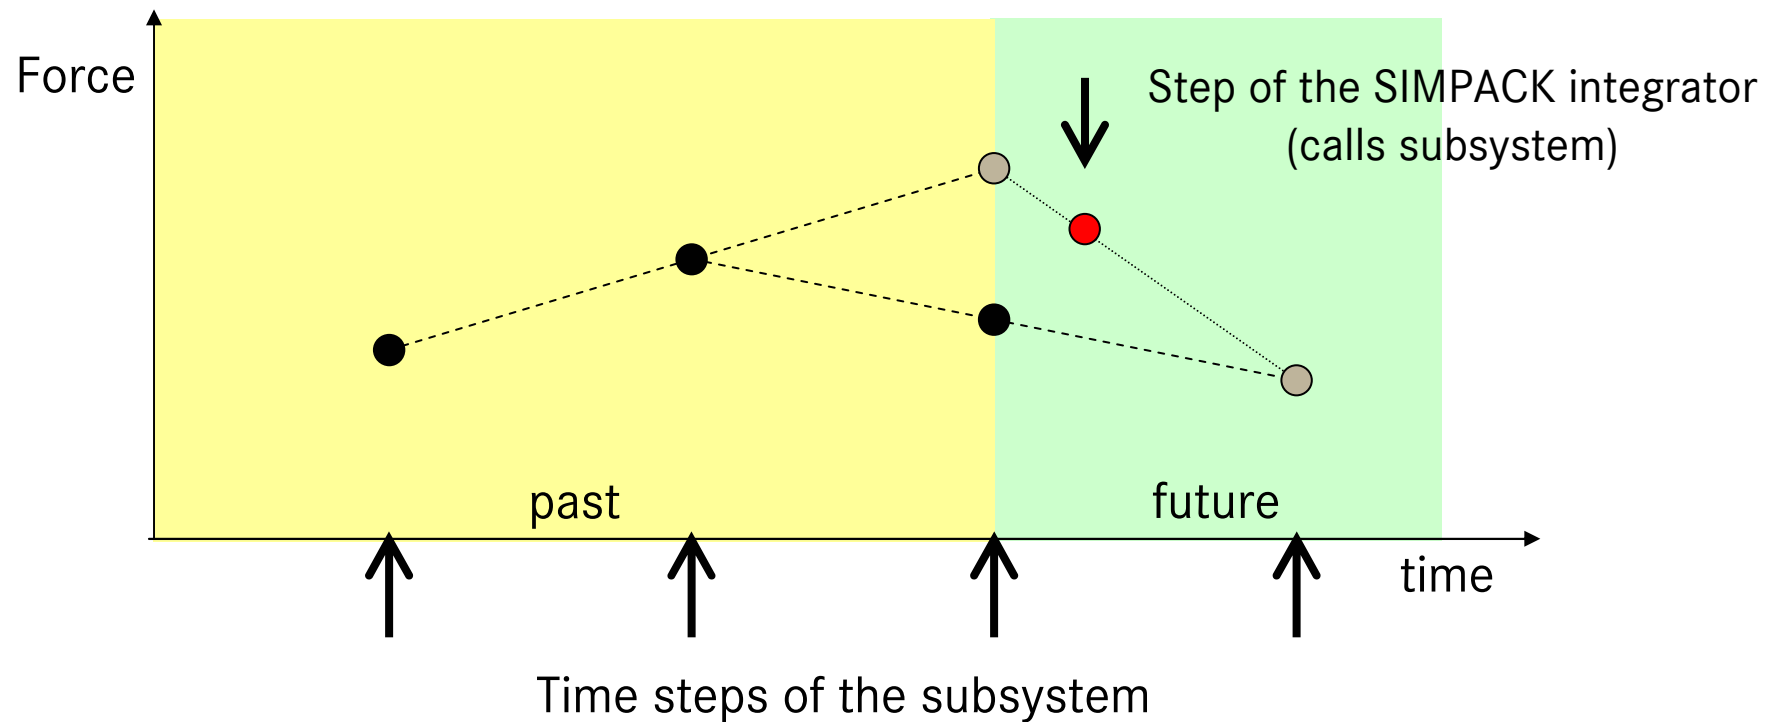 Force
Step of the SIMPACK integrator
(calls subsystem)
past
future
time
Time steps of the subsystem